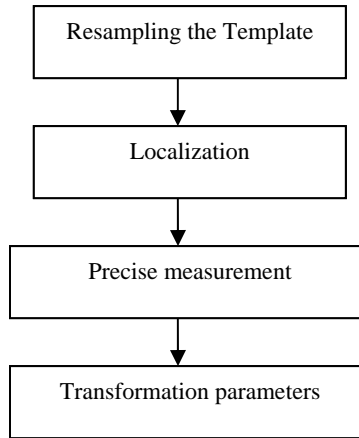 Resampling the Template
Localization
Precise measurement
Transformation parameters